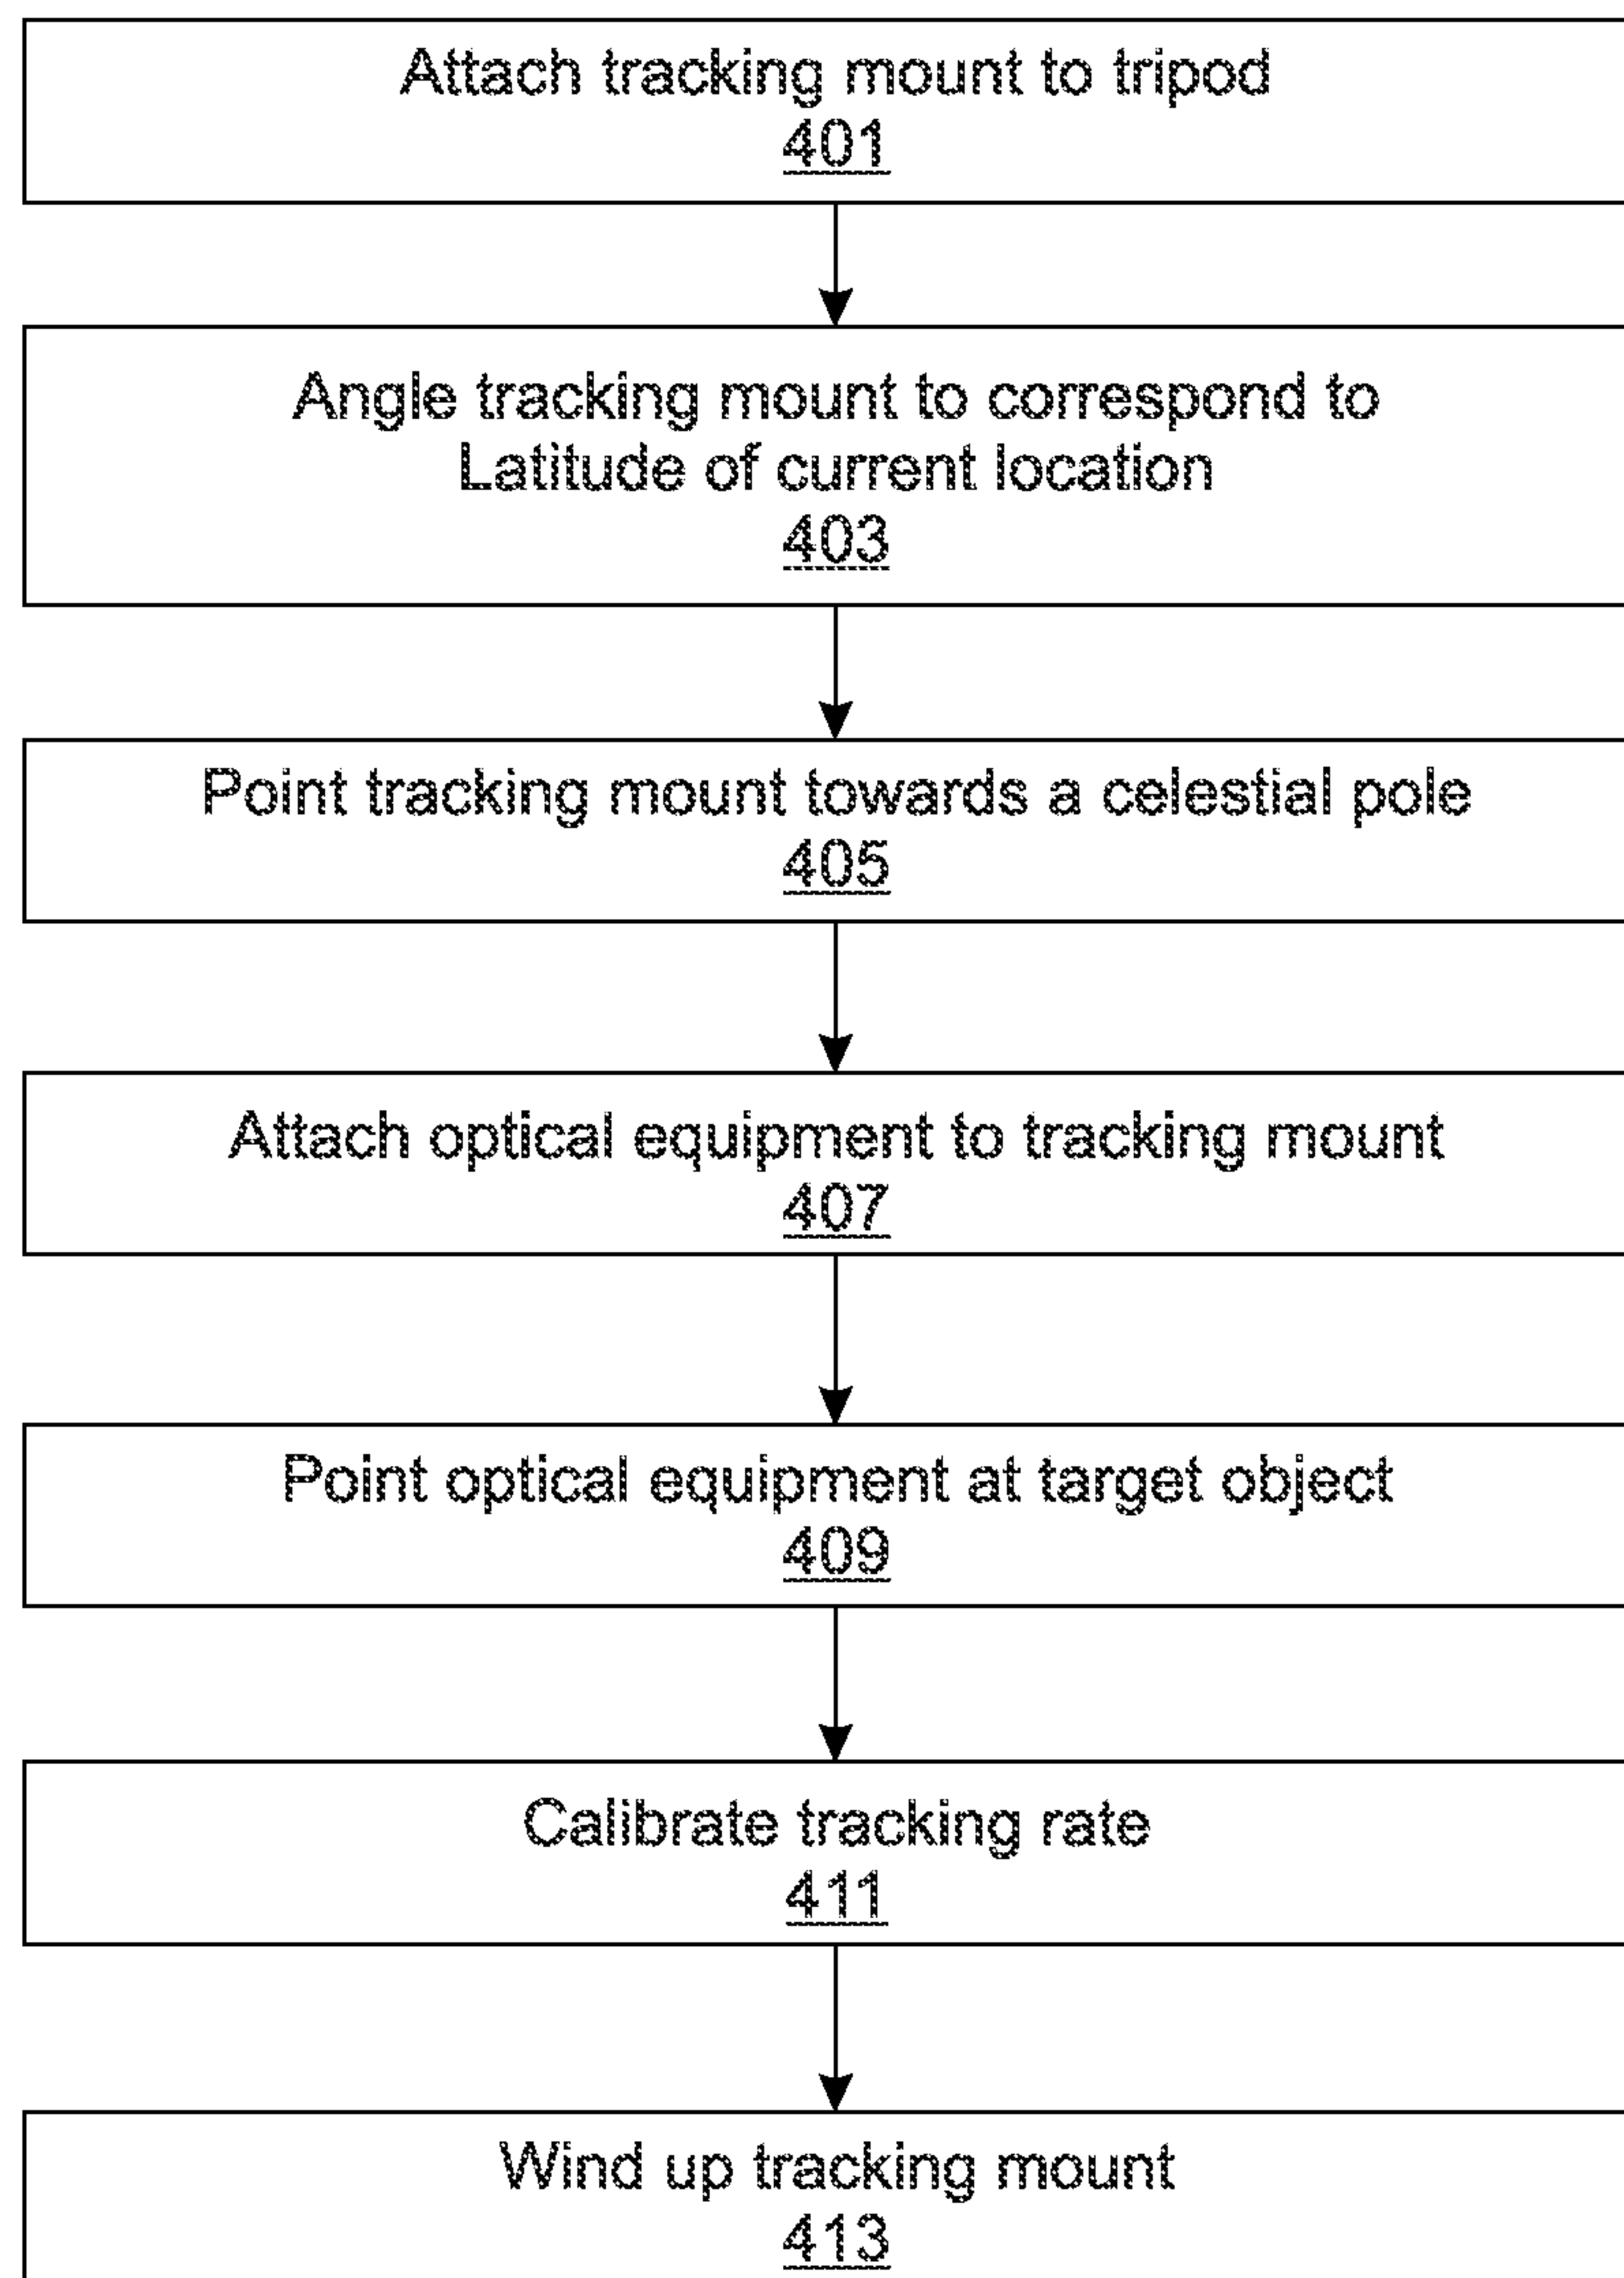 Attach tracking mount to tripod
401
Angle tracking mount to correspond to
Latitude of current location
403
Point tracking mount towards a celestial pole
405
Attach optical equipment to tracking mount
407
Point optical equipment at target object
409
Calibrate tracking rate
411
Wind up tracking mount
413